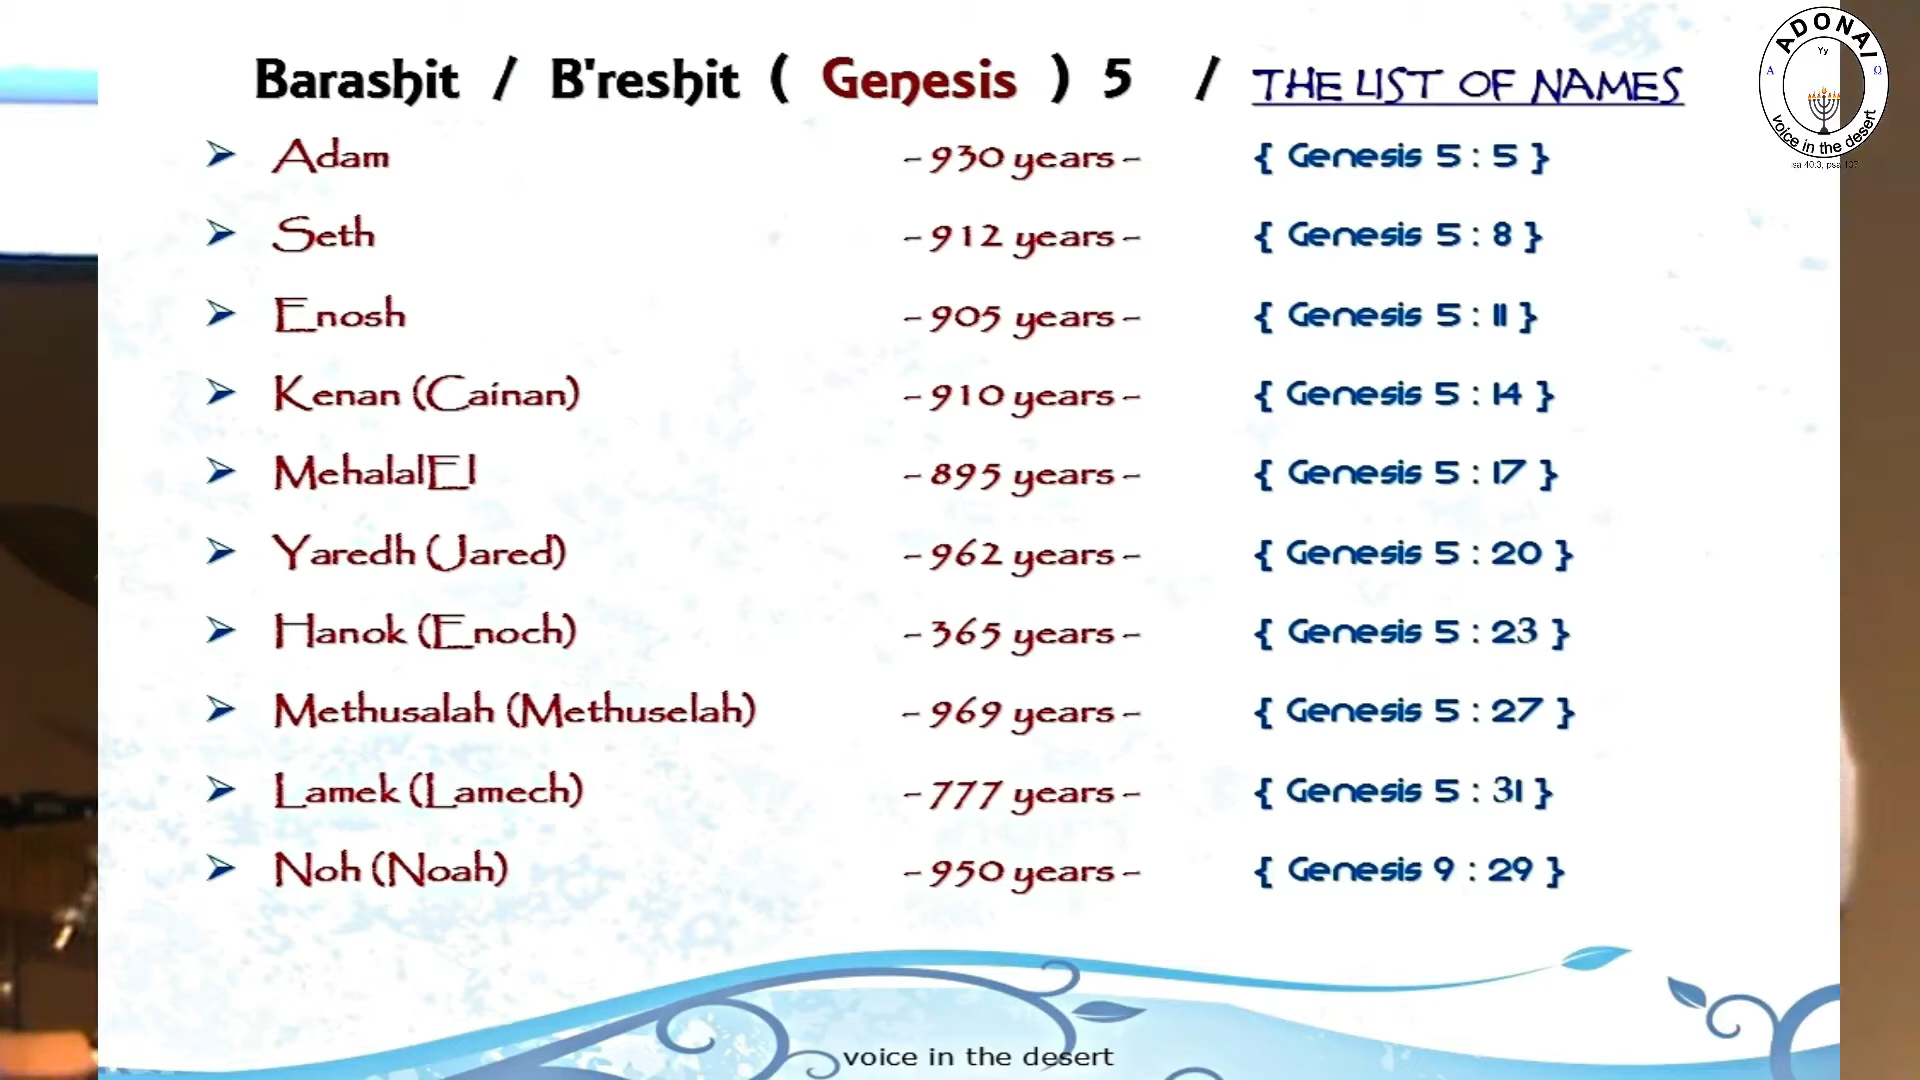 Barashit / B'reshit ( Genesis ) 5 / THE LIST OF NAMES
➢ Adam - 930 years - { Genesis 5 : 5 }
➢ Seth - 912 years - { Genesis 5 : 8 }
➢ Enosh - 905 years - { Genesis 5 : 11 }
➢ Kenan (Cainan) - 910 years - { Genesis 5 : 14 }
➢ MehalalEl - 895 years - { Genesis 5 : 17 }
➢ Yaredh (Jared) - 962 years - { Genesis 5 : 20 }
➢ Hanok (Enoch) - 365 years - { Genesis 5 : 23 }
➢ Methusalah (Methuselah) - 969 years - { Genesis 5 : 27 }
➢ Lamek (Lamech) - 777 years - { Genesis 5 : 31 }
➢ Noh (Noah) - 950 years - { Genesis 9 : 29 }
voice in the desert
ADONAI
Yy
Α Ω
voice in the desert